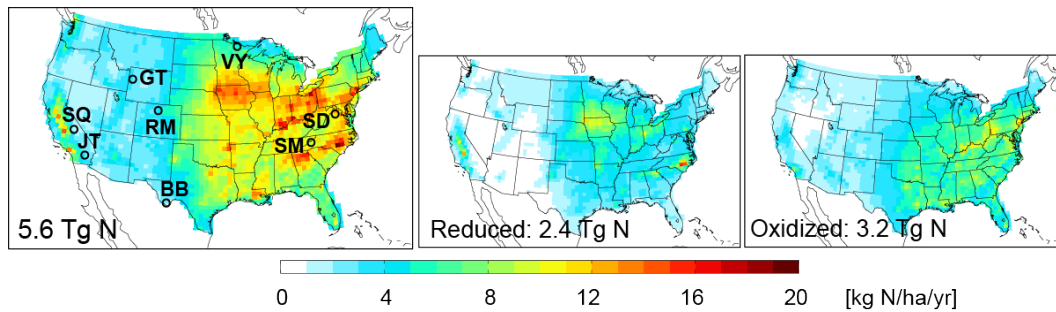 VY
GT
SQ
RM
SD
JT
SM
BB
5.6 Tg N
Reduced: 2.4 Tg N
Oxidized: 3.2 Tg N
0 4 8 12 16 20 [kg N/ha/yr]